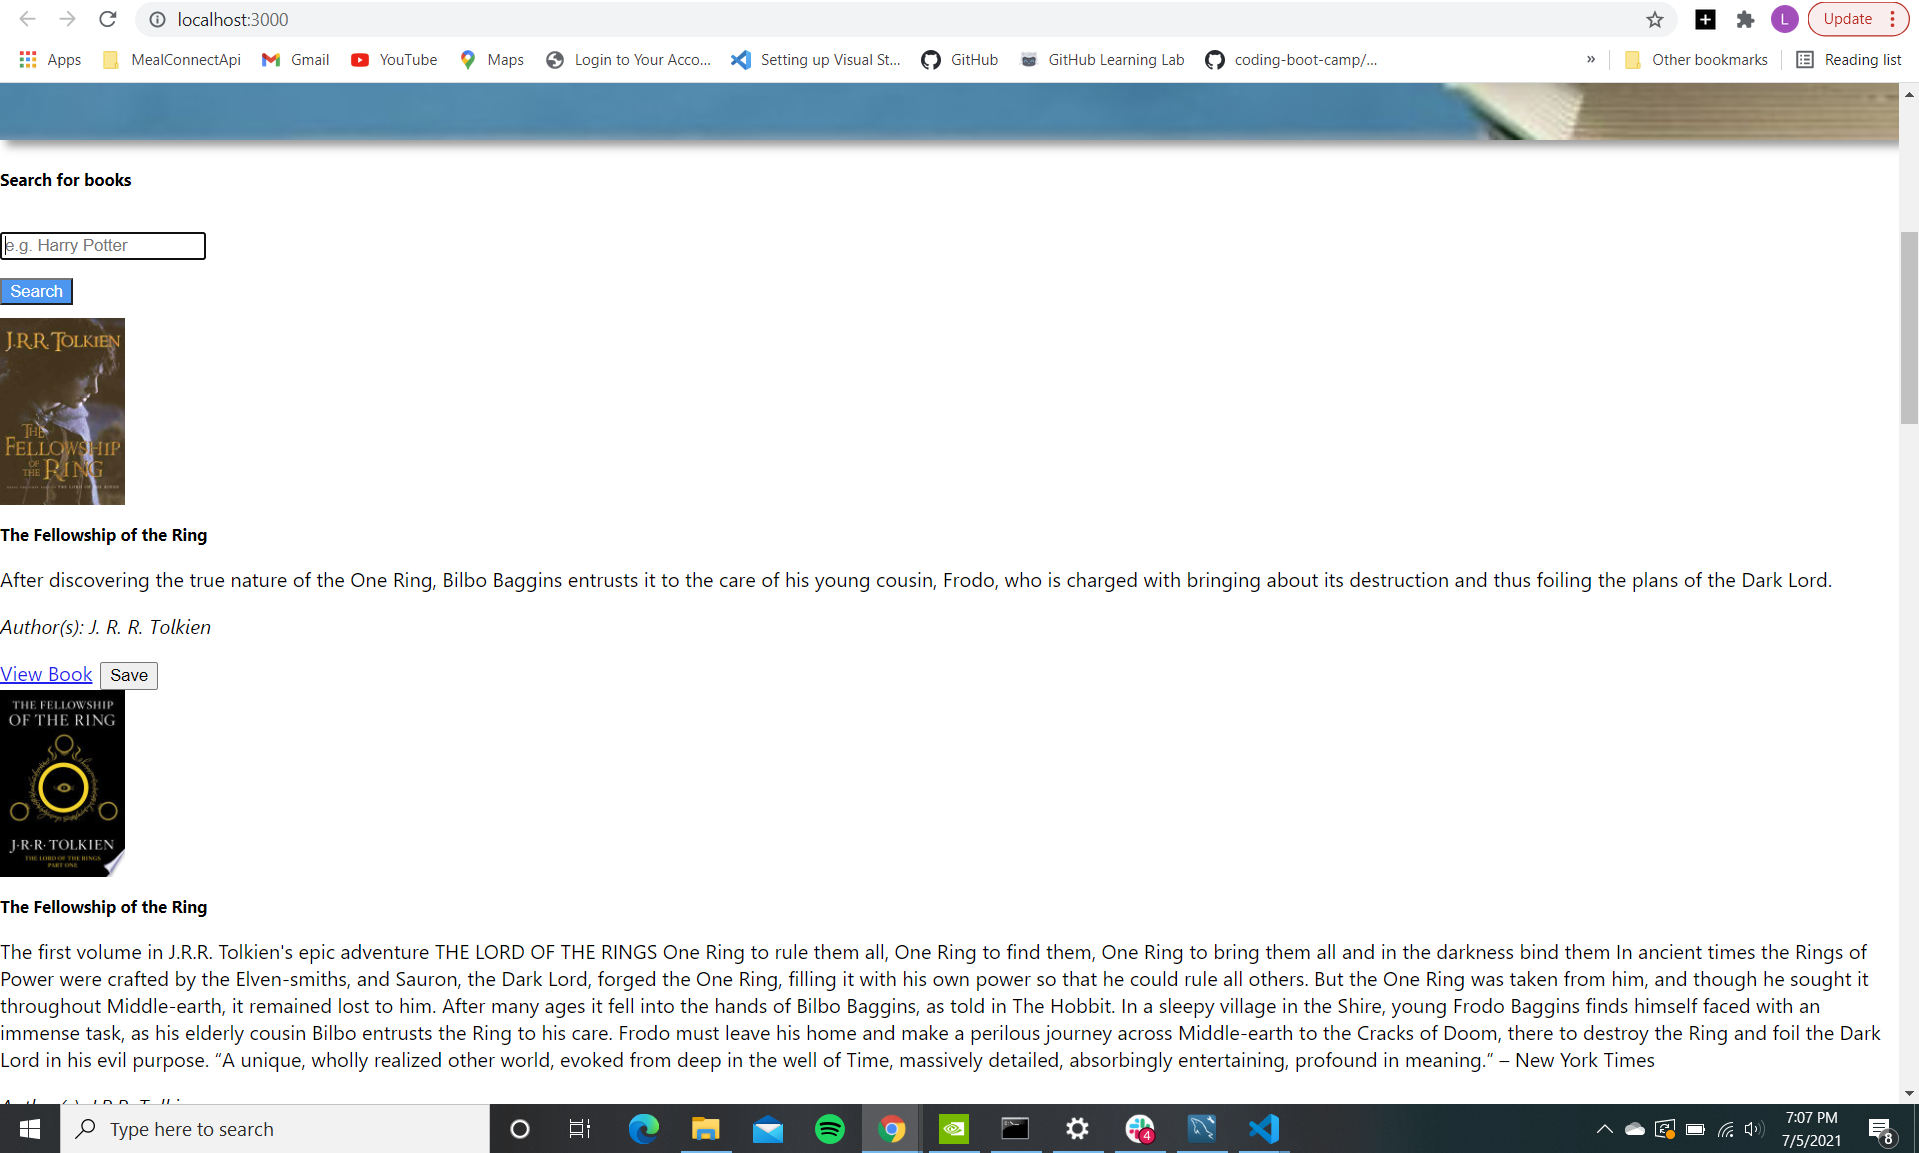 localhost:3000
L
Update
Apps
MealConnectApi
Gmail
YouTube
Maps
Login to Your Acco...
Setting up Visual St...
GitHub
GitHub Learning Lab
coding-boot-camp/...
»
Other bookmarks
Reading list
Search for books
e.g. Harry Potter
Search
J.R.R. TOLKIEN
THE
FELLOWSHIP
OF
THE RING
The Fellowship of the Ring
After discovering the true nature of the One Ring, Bilbo Baggins entrusts it to the care of his young cousin, Frodo, who is charged with bringing about its destruction and thus foiling the plans of the Dark Lord.
Author(s): J. R. R. Tolkien
View Book
Save
THE FELLOWSHIP
OF THE RING
J·R·R·TOLKIEN
THE LORD OF THE RINGS
PART ONE
The Fellowship of the Ring
The first volume in J.R.R. Tolkien's epic adventure THE LORD OF THE RINGS One Ring to rule them all, One Ring to find them, One Ring to bring them all and in the darkness bind them In ancient times the Rings of
Power were crafted by the Elven-smiths, and Sauron, the Dark Lord, forged the One Ring, filling it with his own power so that he could rule all others. But the One Ring was taken from him, and though he sought it
throughout Middle-earth, it remained lost to him. After many ages it fell into the hands of Bilbo Baggins, as told in The Hobbit. In a sleepy village in the Shire, young Frodo Baggins finds himself faced with an
immense task, as his elderly cousin Bilbo entrusts the Ring to his care. Frodo must leave his home and make a perilous journey across Middle-earth to the Cracks of Doom, there to destroy the Ring and foil the Dark
Lord in his evil purpose. “A unique, wholly realized other world, evoked from deep in the well of Time, massively detailed, absorbingly entertaining, profound in meaning.” – New York Times
Type here to search
4
7:07 PM
7/5/2021
8